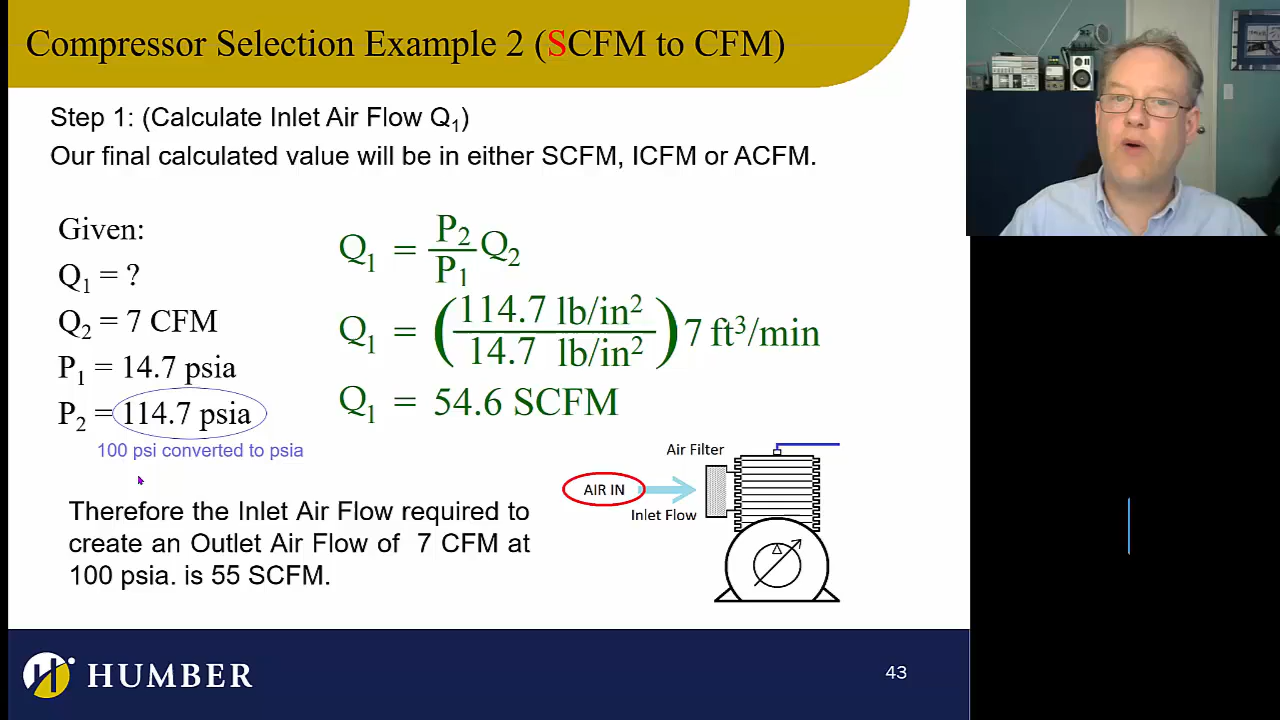 Compressor Selection Example 2 (SCFM to CFM)
Step 1: (Calculate Inlet Air Flow Q1)
Our final calculated value will be in either SCFM, ICFM or ACFM.
Given:
Q1 = ?
Q2 = 7 CFM
P1 = 14.7 psia
P2 = 114.7 psia
100 psi converted to psia
Q1 = P2/P1 Q2
Q1 = (114.7 lb/in² / 14.7 lb/in²) 7 ft³/min
Q1 = 54.6 SCFM
Air Filter
AIR IN
Inlet Flow
Therefore the Inlet Air Flow required to
create an Outlet Air Flow of 7 CFM at
100 psia. is 55 SCFM.
HUMBER
43